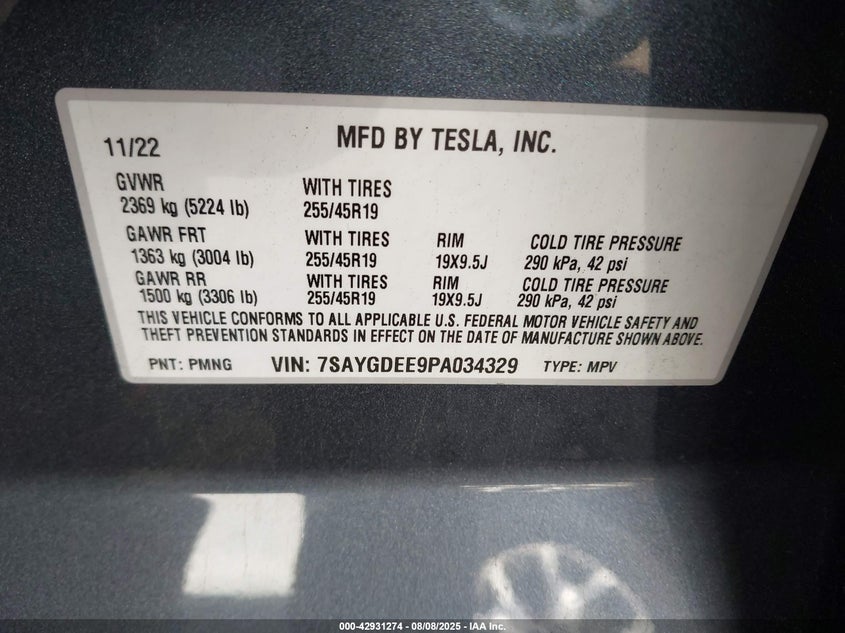 11/22 MFD BY TESLA, INC.
GVWR WITH TIRES
2369 kg (5224 lb) 255/45R19
GAWR FRT WITH TIRES RIM COLD TIRE PRESSURE
1363 kg (3004 lb) 255/45R19 19X9.5J 290 kPa, 42 psi
GAWR RR WITH TIRES RIM COLD TIRE PRESSURE
1500 kg (3306 lb) 255/45R19 19X9.5J 290 kPa, 42 psi
THIS VEHICLE CONFORMS TO ALL APPLICABLE U.S. FEDERAL MOTOR VEHICLE SAFETY AND
THEFT PREVENTION STANDARDS IN EFFECT ON THE DATE OF MANUFACTURE SHOWN ABOVE.
PNT: PMNG VIN: 7SAYGDEE9PA034329 TYPE: MPV
000-42931274 - 08/08/2025 - IAA Inc.